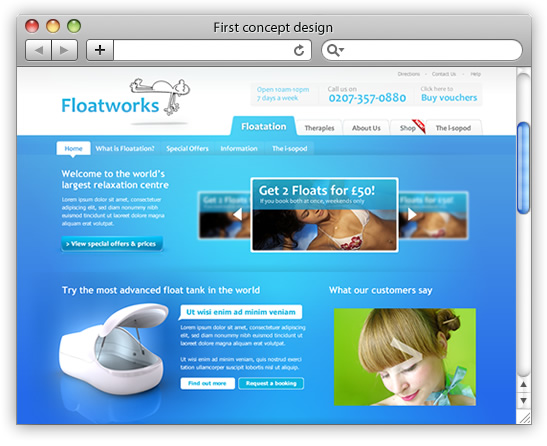 First concept design
Directions Contact Us Help
Floatworks
Open 10am-10pm
7 days a week
Call us on
0207-357-0880
Click here to
Buy vouchers
Floatation Therapies About Us Shop The i-sopod
Home What is Floatation? Special Offers Information The i-sopod
Welcome to the world's
largest relaxation centre
Lorem ipsum dolor sit amet, consectetuer
adipiscing elit, sed diam nonummy nibh
euismod tincidunt ut laoreet dolore magna
aliquam erat volutpat.
> View special offers & prices
Get 2 Floats for £50!
If you book both at once, weekends only
Try the most advanced float tank in the world
Ut wisi enim ad minim veniam
Lorem ipsum dolor sit amet, consectetuer adipiscing
elit, sed diam nonummy nibh euismod tincidunt ut
laoreet dolore magna aliquam erat volutpat.
Ut wisi enim ad minim veniam, quis nostrud exerci
tation ullamcorper suscipit lobortis nisl ut aliquip.
Find out more Request a booking
What our customers say